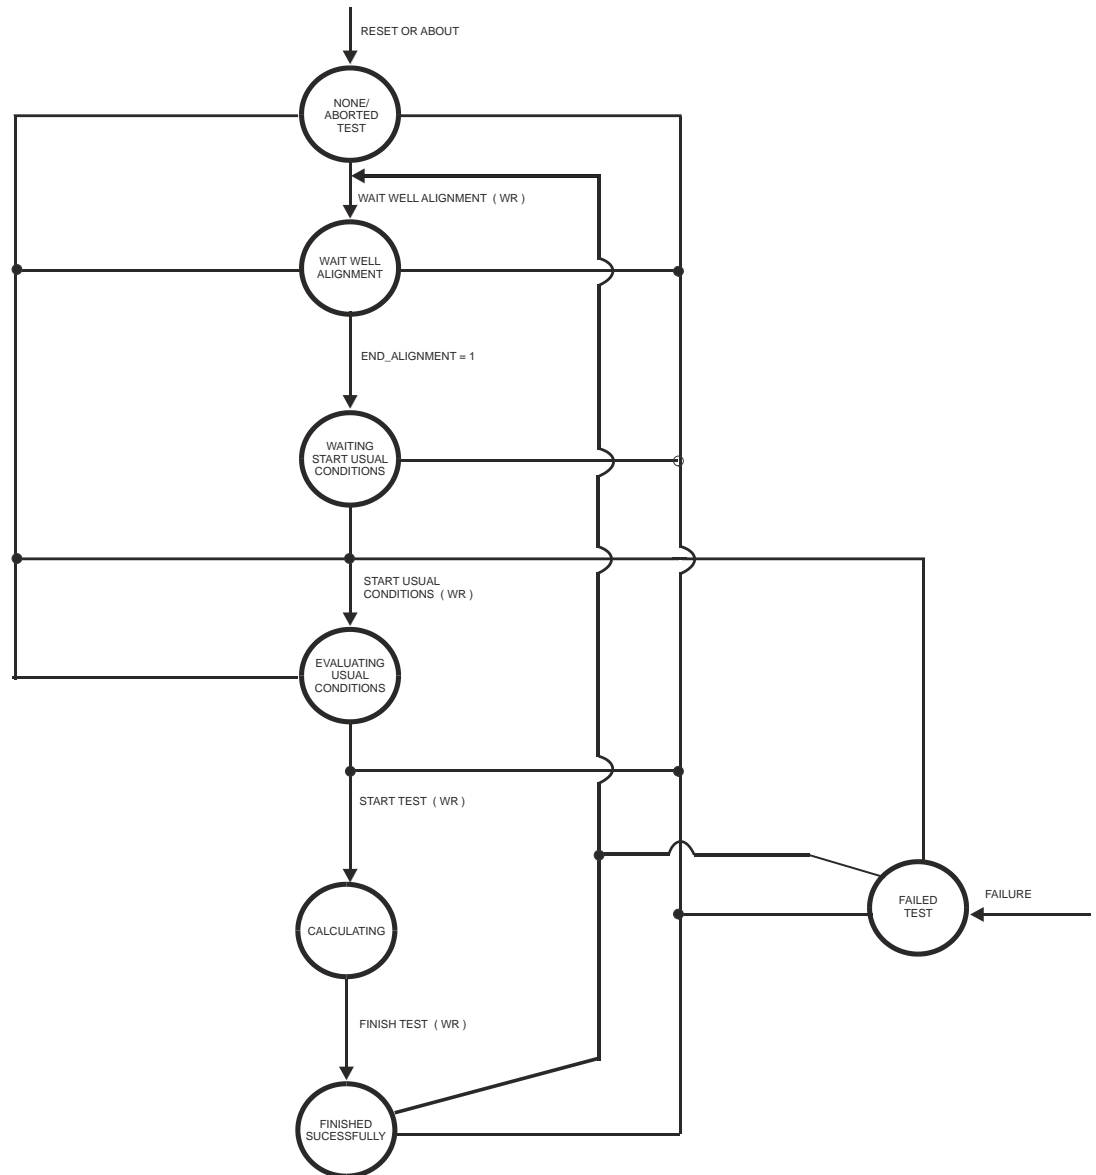 RESET OR ABOUT
NONE/
ABORTED
TEST
WAIT WELL ALIGNMENT ( WR )
WAIT WELL
ALIGNMENT
END_ALIGNMENT = 1
WAITING
START USUAL
CONDITIONS
START USUAL
CONDITIONS ( WR )
EVALUATING
USUAL
CONDITIONS
START TEST ( WR )
FAILED
TEST
FAILURE
CALCULATING
FINISH TEST ( WR )
FINISHED
SUCESSFULLY